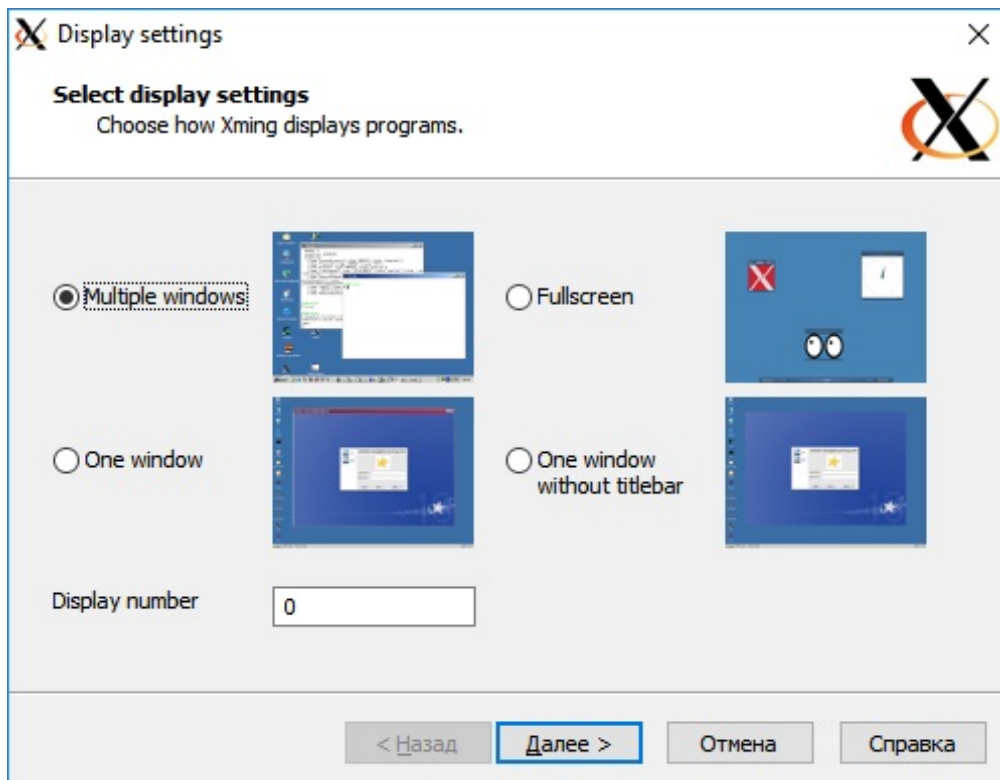 Display settings
Select display settings
Choose how Xming displays programs.
Multiple windows
Fullscreen
One window
One window
without titlebar
Display number
0
< Назад
Далее >
Отмена
Справка